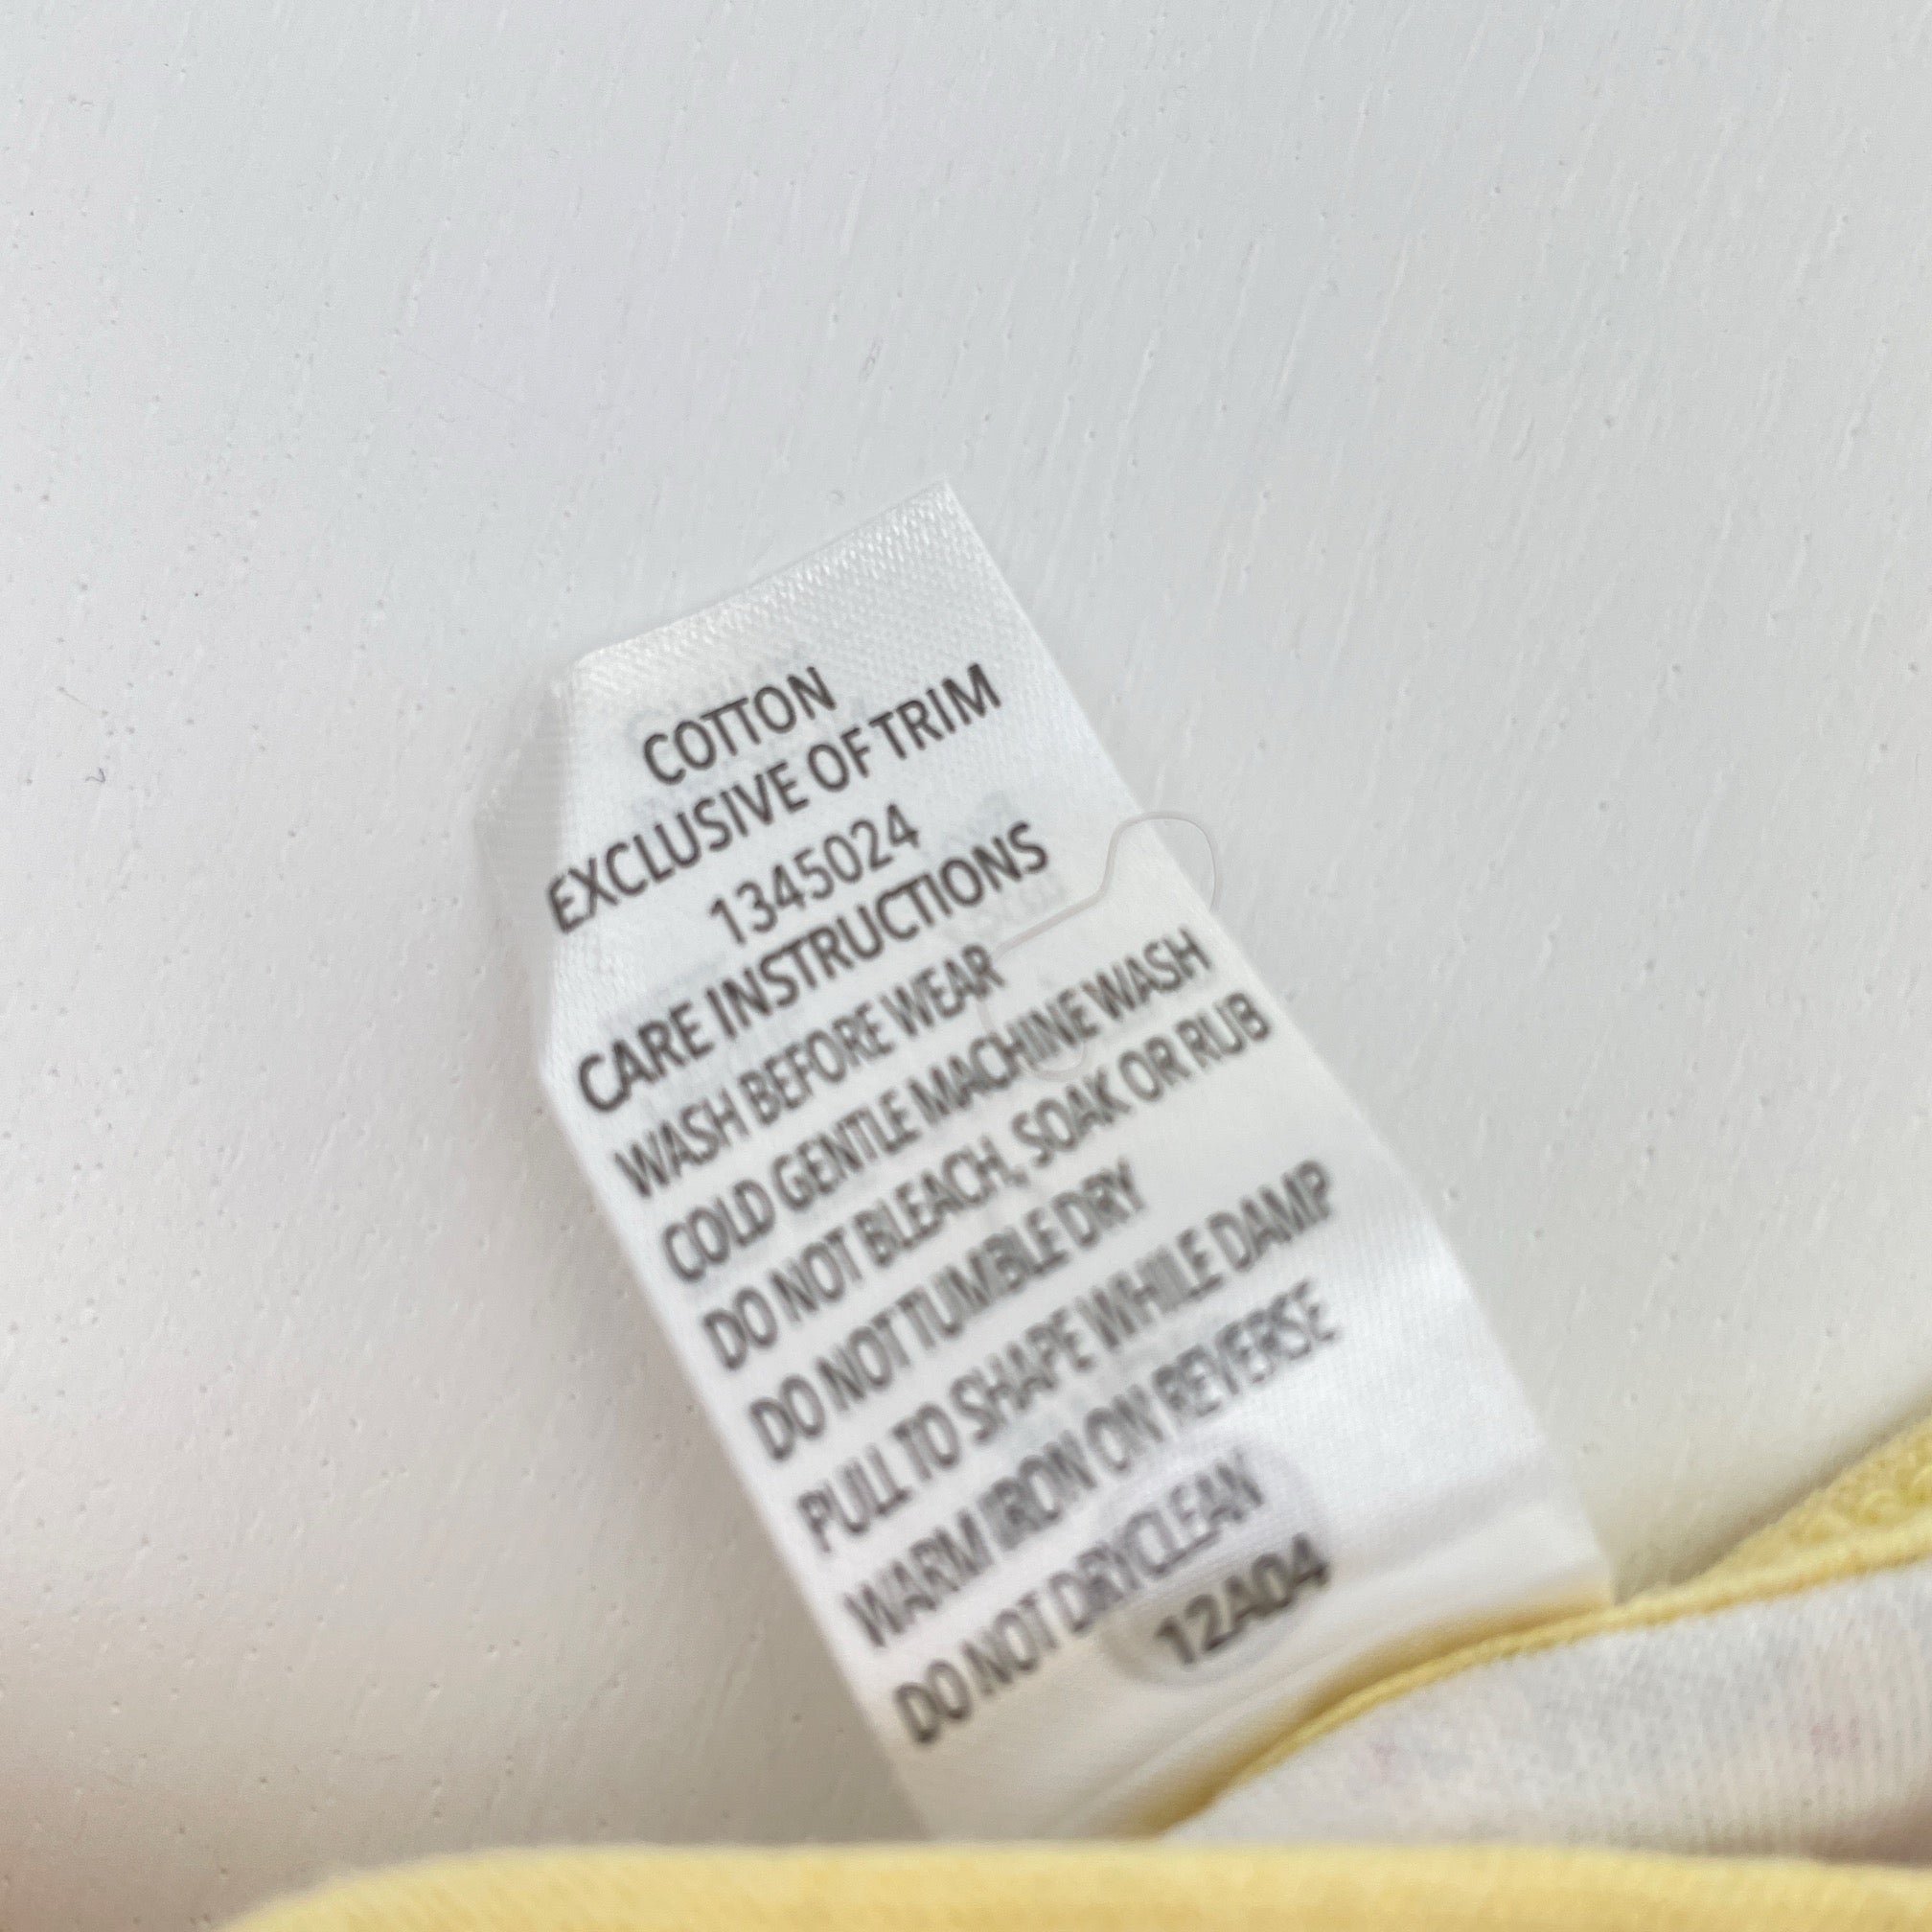 COTTON
EXCLUSIVE OF TRIM
1345024
CARE INSTRUCTIONS
WASH BEFORE WEAR
COLD GENTLE MACHINE WASH
DO NOT BLEACH, SOAK OR RUB
DO NOT TUMBLE DRY
PULL TO SHAPE WHILE DAMP
WARM IRON ON REVERSE
DO NOT DRYCLEAN
12A04